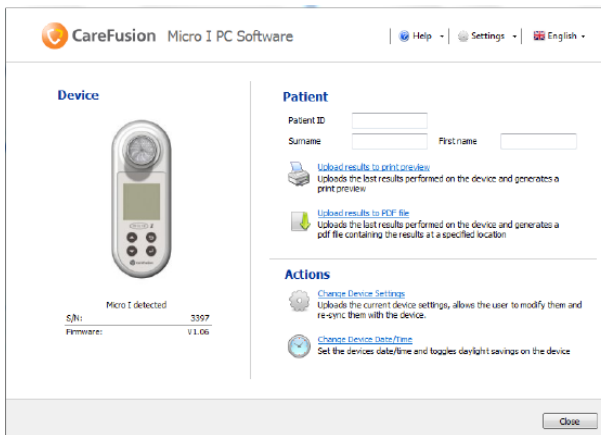 CareFusion Micro I PC Software
Help
Settings
English
Device
Micro I detected
S/N: 3397
Firmware: V1.06
Patient
Patient ID
Surname First name
Upload results to print preview
Uploads the last results performed on the device and generates a
print preview
Upload results to PDF file
Uploads the last results performed on the device and generates a
pdf file containing the results at a specified location
Actions
Change Device Settings
Uploads the current device settings, allows the user to modify them and
re-sync them with the device.
Change Device Date/Time
Set the devices date/time and toggles daylight savings on the device
Close